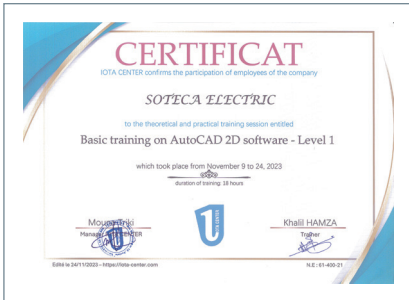 CERTIFICAT
IOTA CENTER confirms the participation of employees of the company
SOTECA ELECTRIC
to the theoretical and practical training session entitled
Basic training on AutoCAD 2D software - Level 1
which took place from November 9 to 24, 2023
duration of training: 18 hours
Khalil HAMZA
Trainer
IOTA CENTER
Edité le 24/11/2023 – https://iota-center.com
N.E : 61-400-21